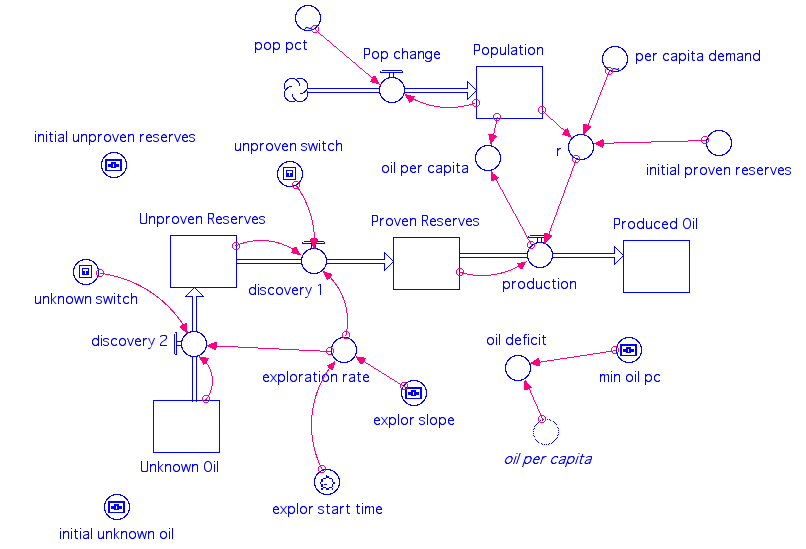 pop pct
Pop change
Population
per capita demand
initial unproven reserves
unproven switch
oil per capita
r
initial proven reserves
Unproven Reserves
Proven Reserves
Produced Oil
unknown switch
discovery 1
production
discovery 2
exploration rate
oil deficit
min oil pc
explor slope
Unknown Oil
oil per capita
explor start time
initial unknown oil